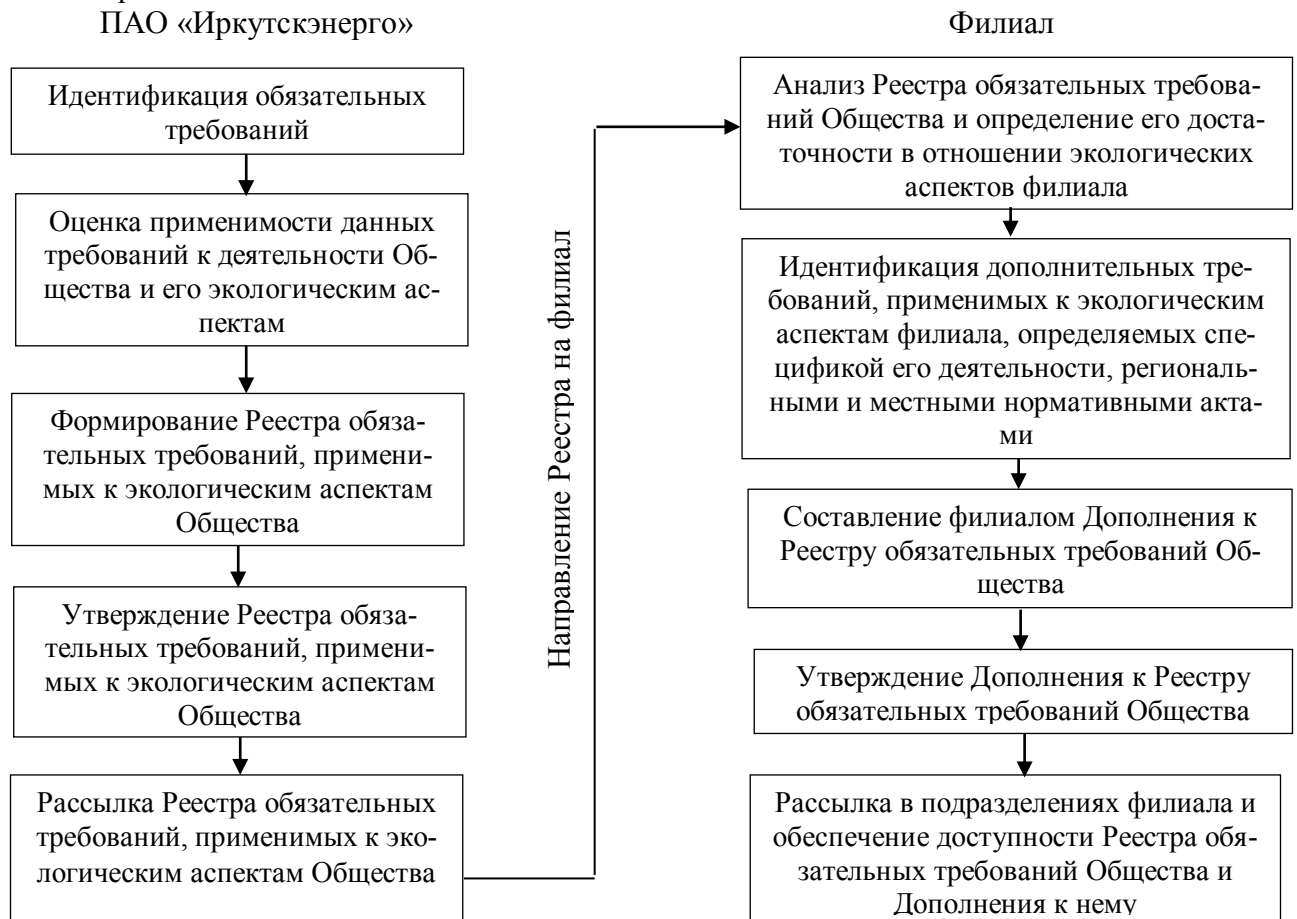 ПАО «Иркутскэнерго»
Идентификация обязательных
требований
Оценка применимости данных
требований к деятельности Об-
щества и его экологическим ас-
пектам
Формирование Реестра обяза-
тельных требований, примени-
мых к экологическим аспектам
Общества
Утверждение Реестра обяза-
тельных требований, примени-
мых к экологическим аспектам
Общества
Рассылка Реестра обязательных
требований, применимых к эко-
логическим аспектам Общества
Направление Реестра на филиал
Филиал
Анализ Реестра обязательных требова-
ний Общества и определение его доста-
точности в отношении экологических
аспектов филиала
Идентификация дополнительных тре-
бований, применимых к экологическим
аспектам филиала, определяемых спе-
цификой его деятельности, региональ-
ными и местными нормативными акта-
ми
Составление филиалом Дополнения к
Реестру обязательных требований Об-
щества
Утверждение Дополнения к Реестру
обязательных требований Общества
Рассылка в подразделениях филиала и
обеспечение доступности Реестра обя-
зательных требований Общества и
Дополнения к нему